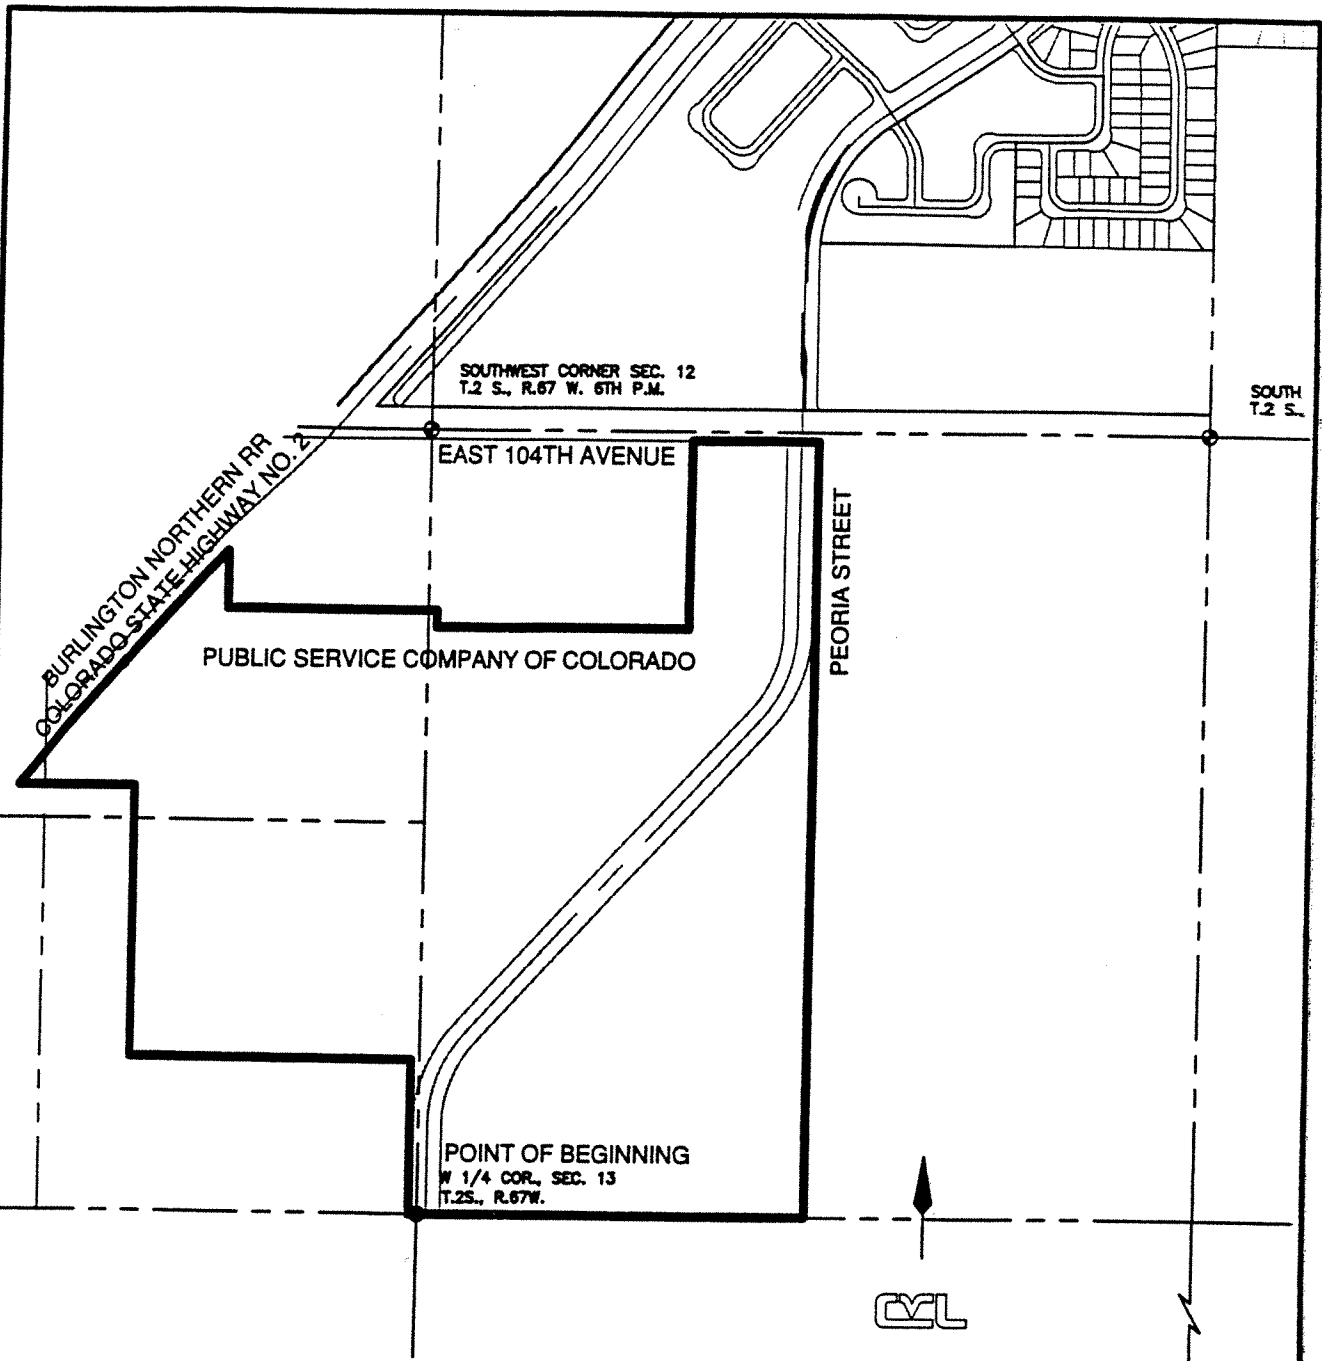 SOUTHWEST CORNER SEC. 12
T.2 S., R.67 W. 6TH P.M.
SOUTH
T.2 S.,
EAST 104TH AVENUE
BURLINGTON NORTHERN RR
COLORADO STATE HIGHWAY NO. 2
PEORIA STREET
PUBLIC SERVICE COMPANY OF COLORADO
POINT OF BEGINNING
W 1/4 COR., SEC. 13
T.2S., R.67W.